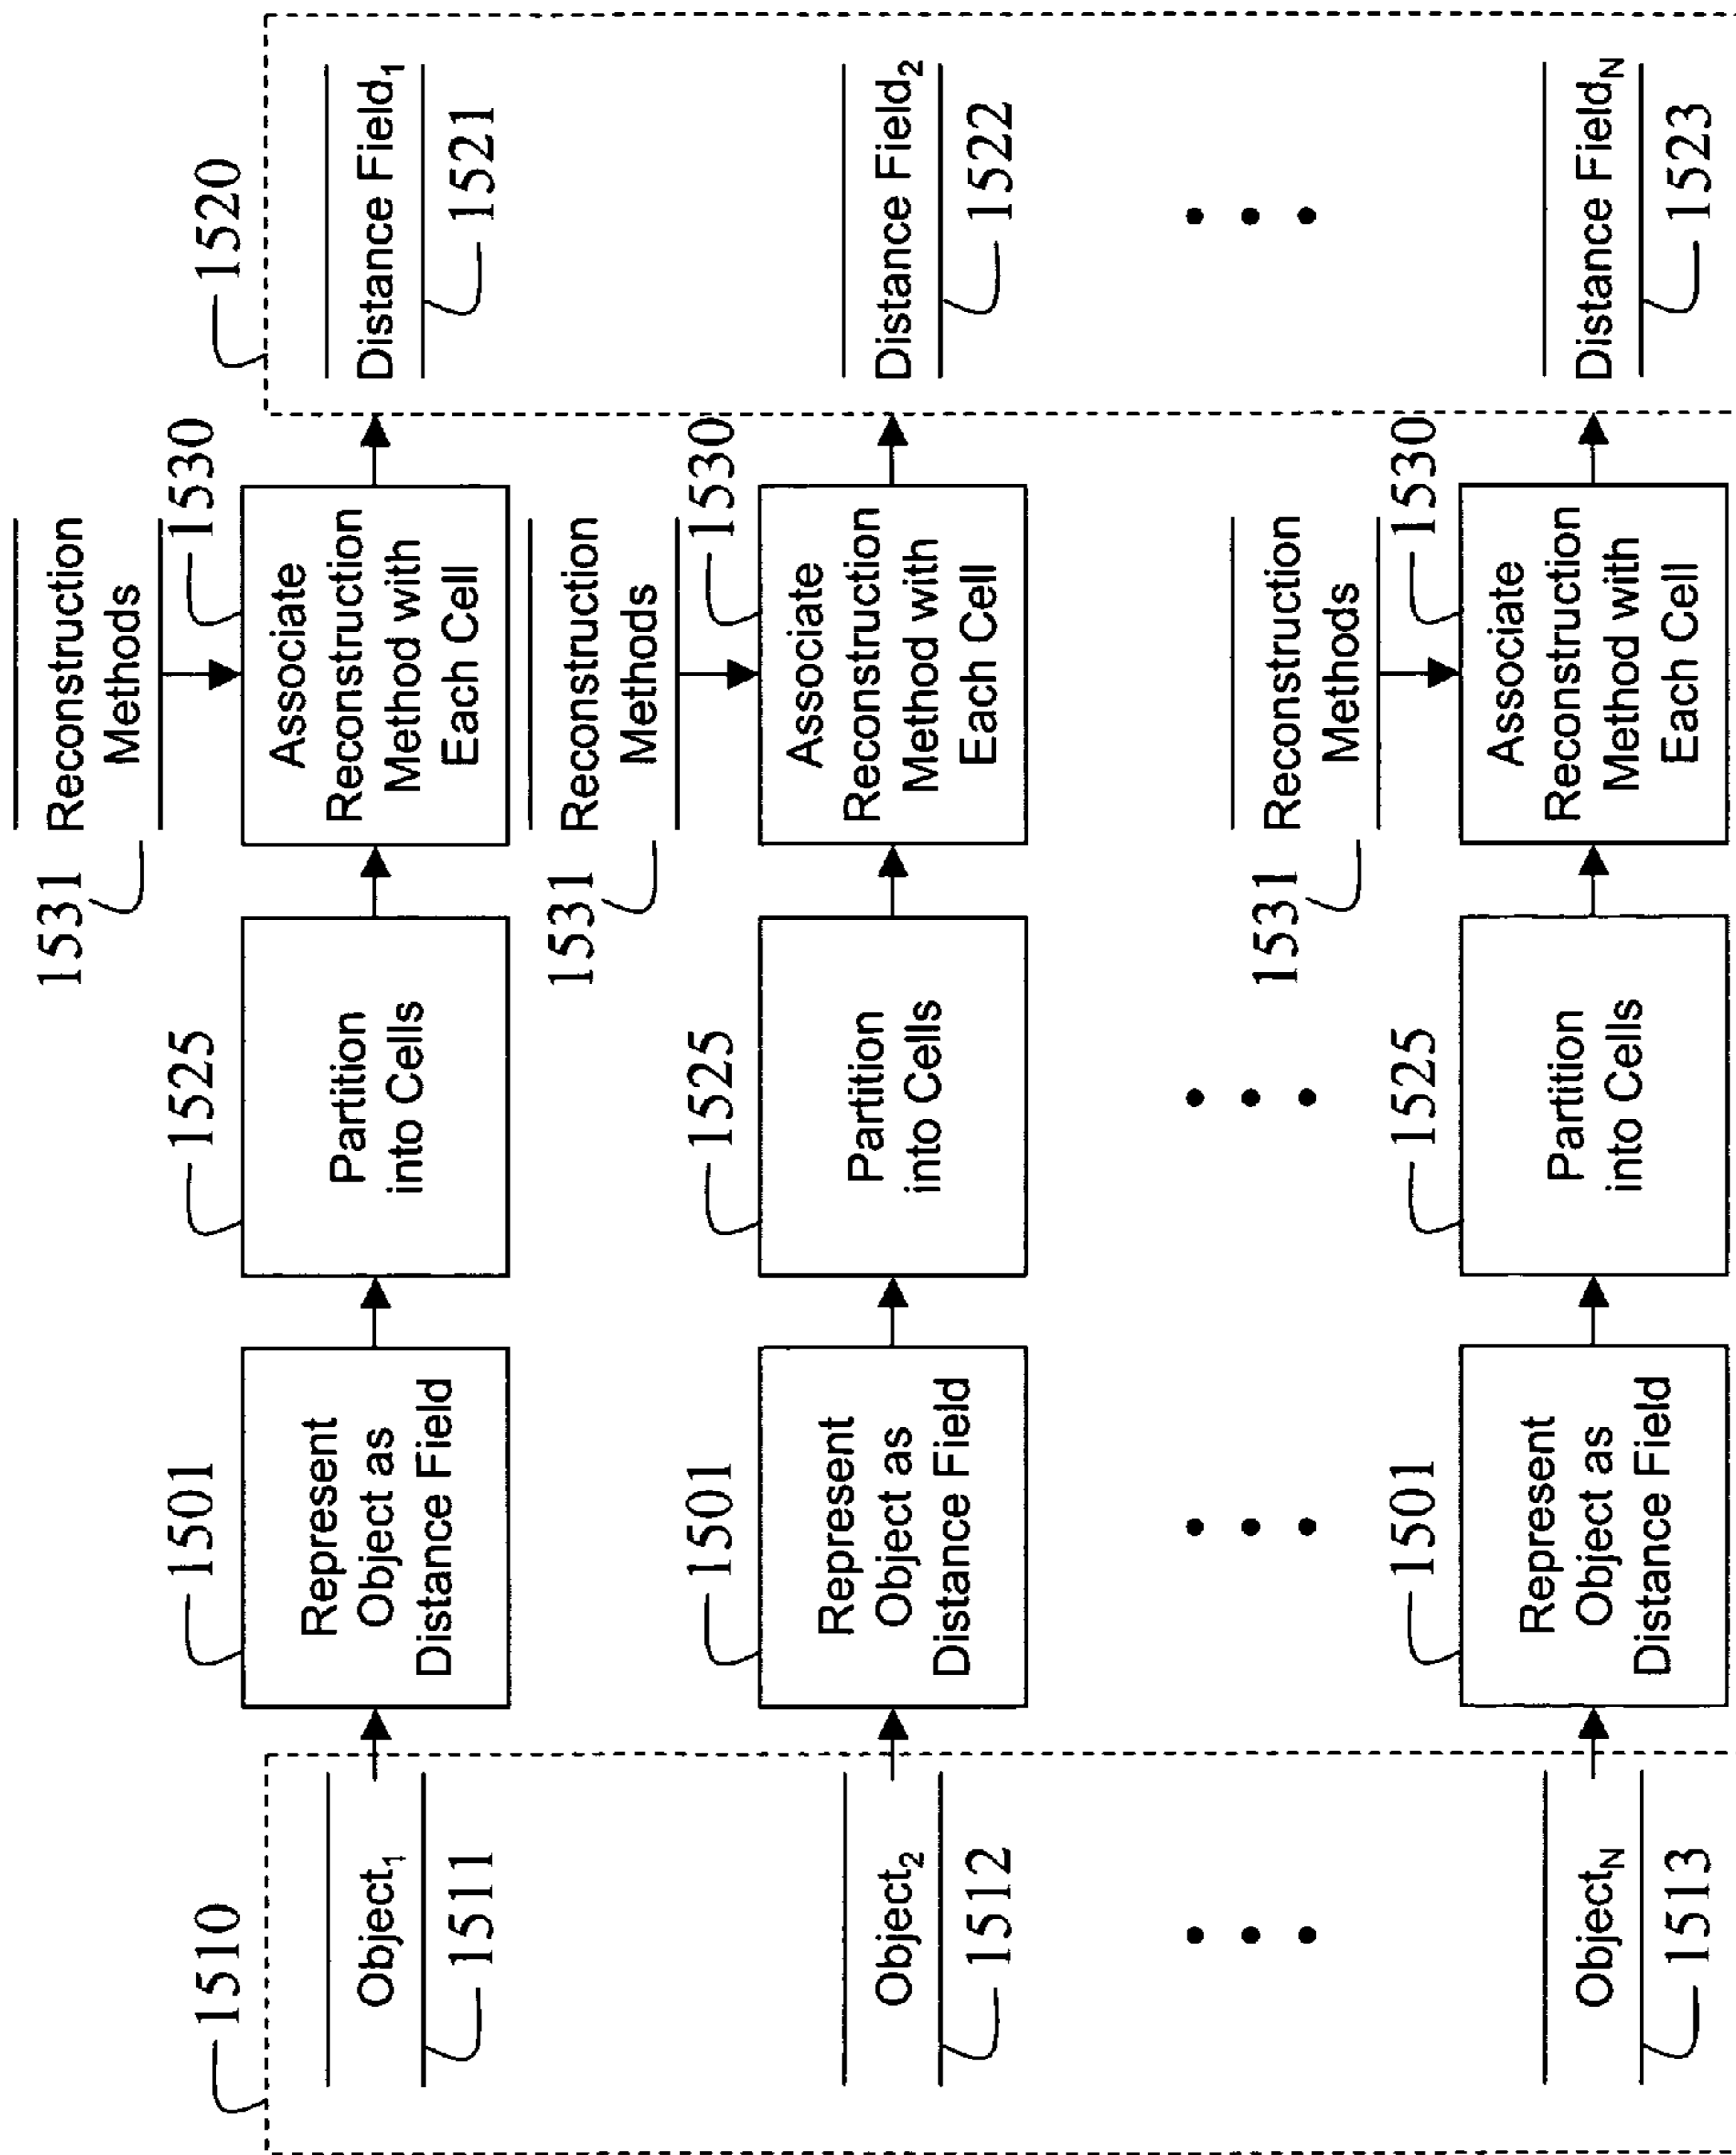 1510
Object1
1511
1501
Represent
Object as
Distance Field
1525
Partition
into Cells
1531
Reconstruction
Methods
1530
Associate
Reconstruction
Method with
Each Cell
1520
Distance Field1
1521
Object2
1512
1501
Represent
Object as
Distance Field
1525
Partition
into Cells
1531
Reconstruction
Methods
1530
Associate
Reconstruction
Method with
Each Cell
Distance Field2
1522
ObjectN
1513
1501
Represent
Object as
Distance Field
1525
Partition
into Cells
1531
Reconstruction
Methods
1530
Associate
Reconstruction
Method with
Each Cell
Distance FieldN
1523